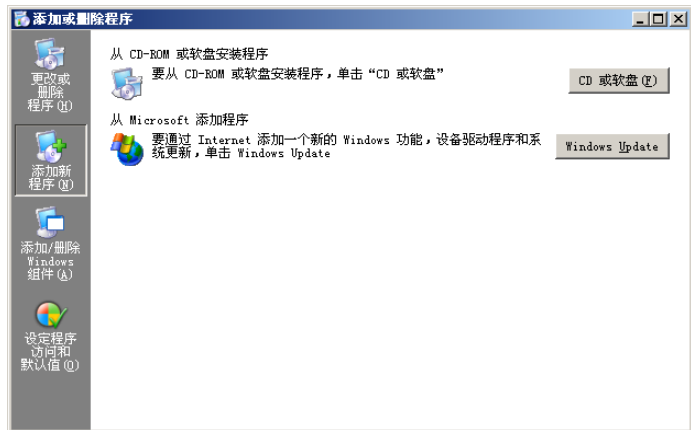 添加或删除程序
更改或
删除
程序(H)
添加新
程序(N)
添加/删除
Windows
组件(A)
设定程序
访问和
默认值(O)
从 CD-ROM 或软盘安装程序
要从 CD-ROM 或软盘安装程序，单击“CD 或软盘”
CD 或软盘(F)
从 Microsoft 添加程序
要通过 Internet 添加一个新的 Windows 功能，设备驱动程序和系
统更新，单击 Windows Update
Windows Update